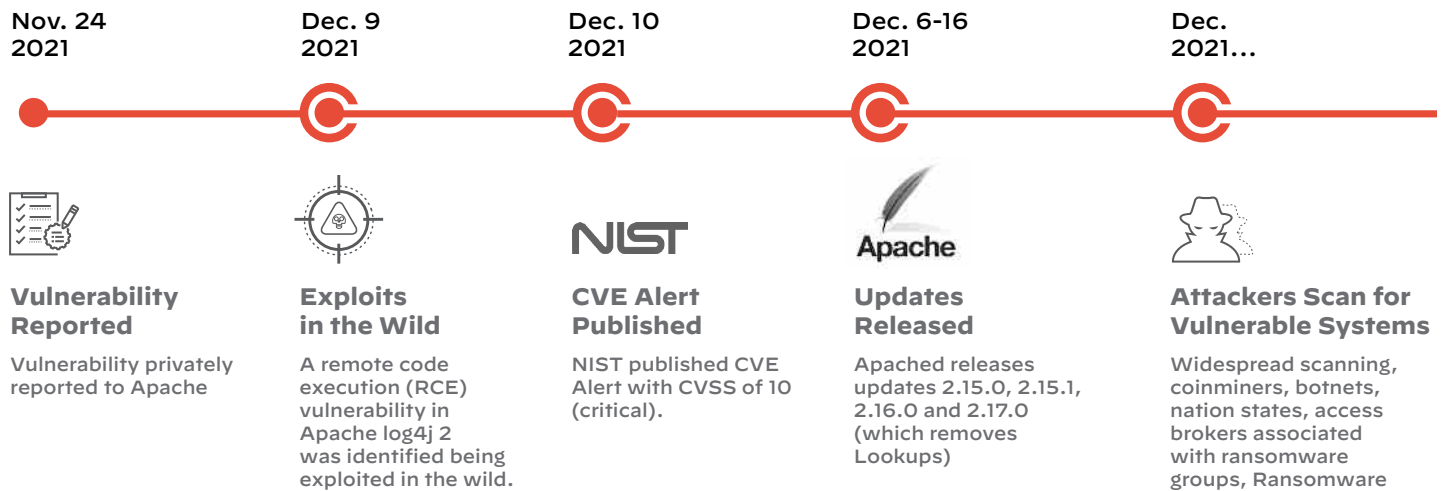 Nov. 24
2021
Dec. 9
2021
Dec. 10
2021
Dec. 6-16
2021
Dec.
2021...
NIST
Apache
Vulnerability
Reported
Vulnerability privately
reported to Apache
Exploits
in the Wild
A remote code
execution (RCE)
vulnerability in
Apache log4j 2
was identified being
exploited in the wild.
CVE Alert
Published
NIST published CVE
Alert with CVSS of 10
(critical).
Updates
Released
Apached releases
updates 2.15.0, 2.15.1,
2.16.0 and 2.17.0
(which removes
Lookups)
Attackers Scan for
Vulnerable Systems
Widespread scanning,
coinminers, botnets,
nation states, access
brokers associated
with ransomware
groups, Ransomware